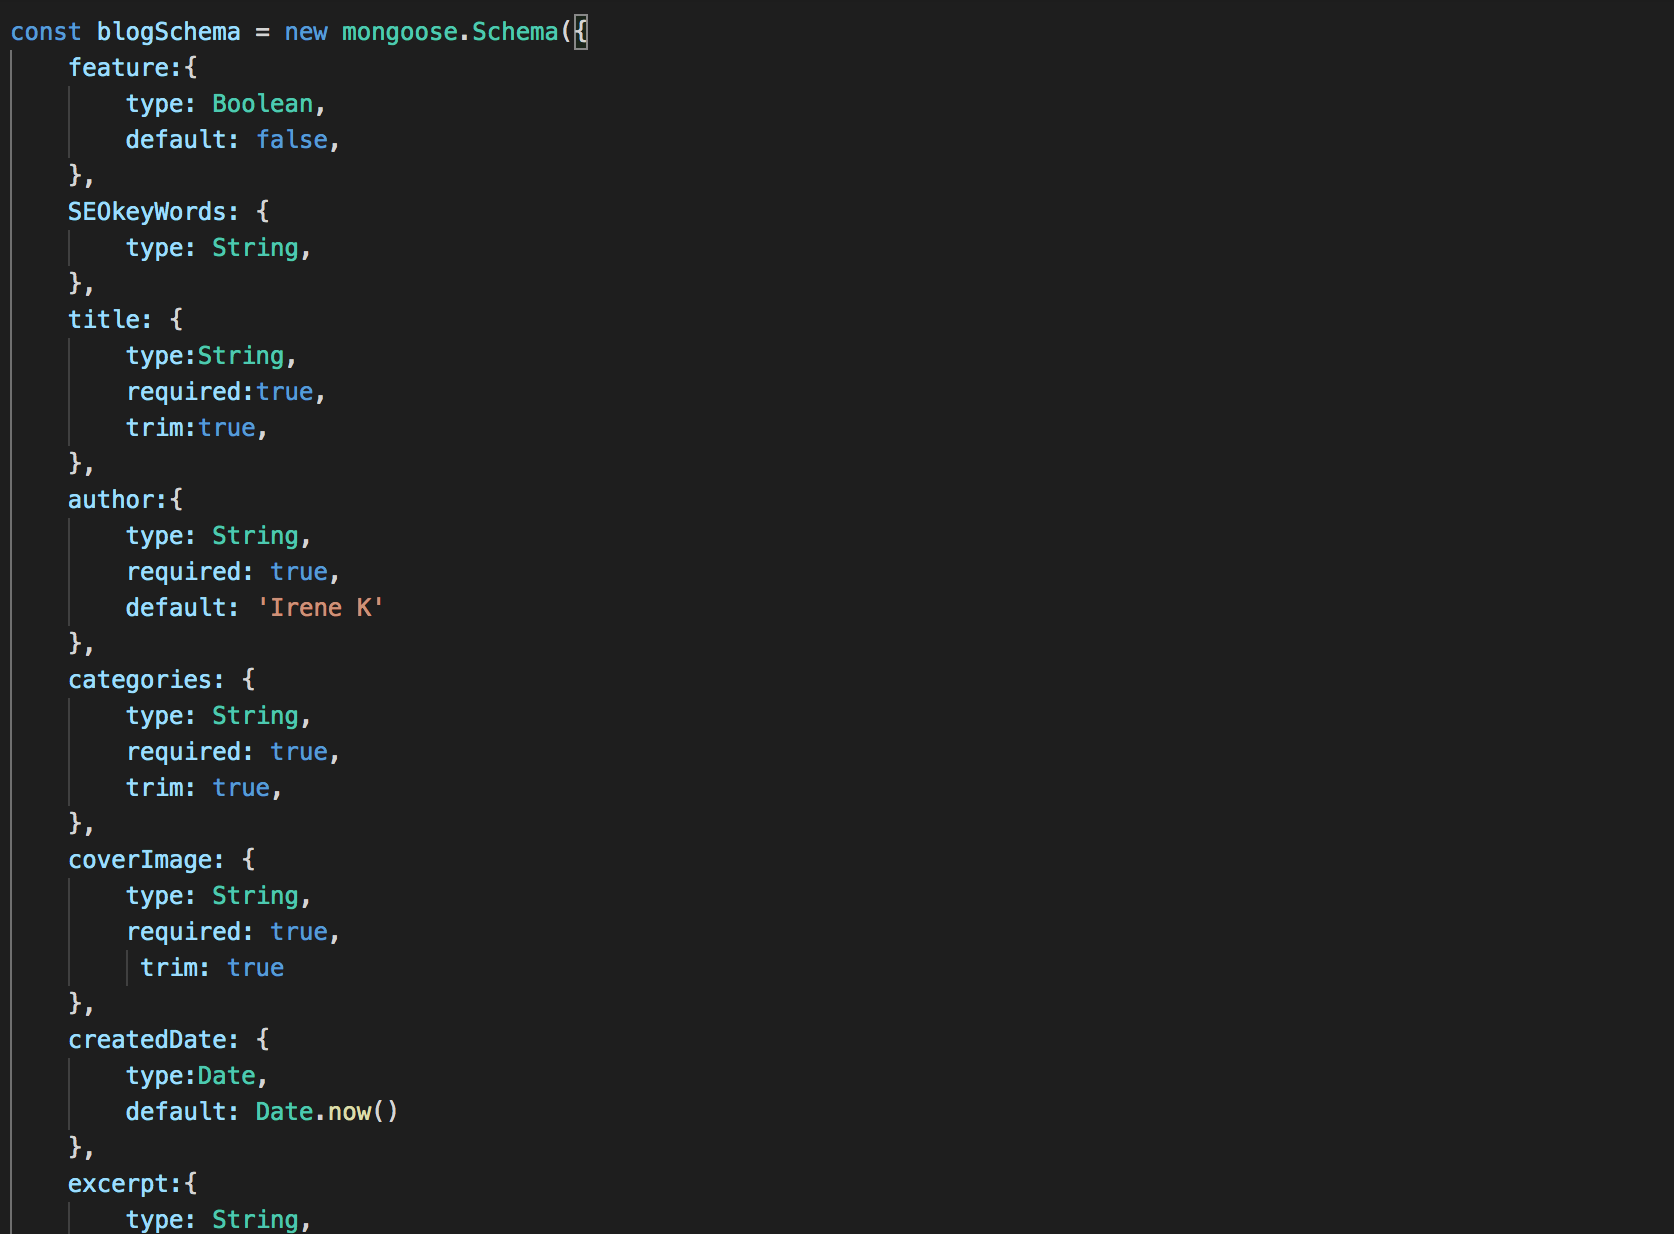 const blogSchema = new mongoose.Schema({
    feature:{
        type: Boolean,
        default: false,
    },
    SEOkeyWords: {
        type: String,
    },
    title: {
        type:String,
        required:true,
        trim:true,
    },
    author:{
        type: String,
        required: true,
        default: 'Irene K'
    },
    categories: {
        type: String,
        required: true,
        trim: true,
    },
    coverImage: {
        type: String,
        required: true,
         trim: true
    },
    createdDate: {
        type:Date,
        default: Date.now()
    },
    excerpt:{
        type: String,